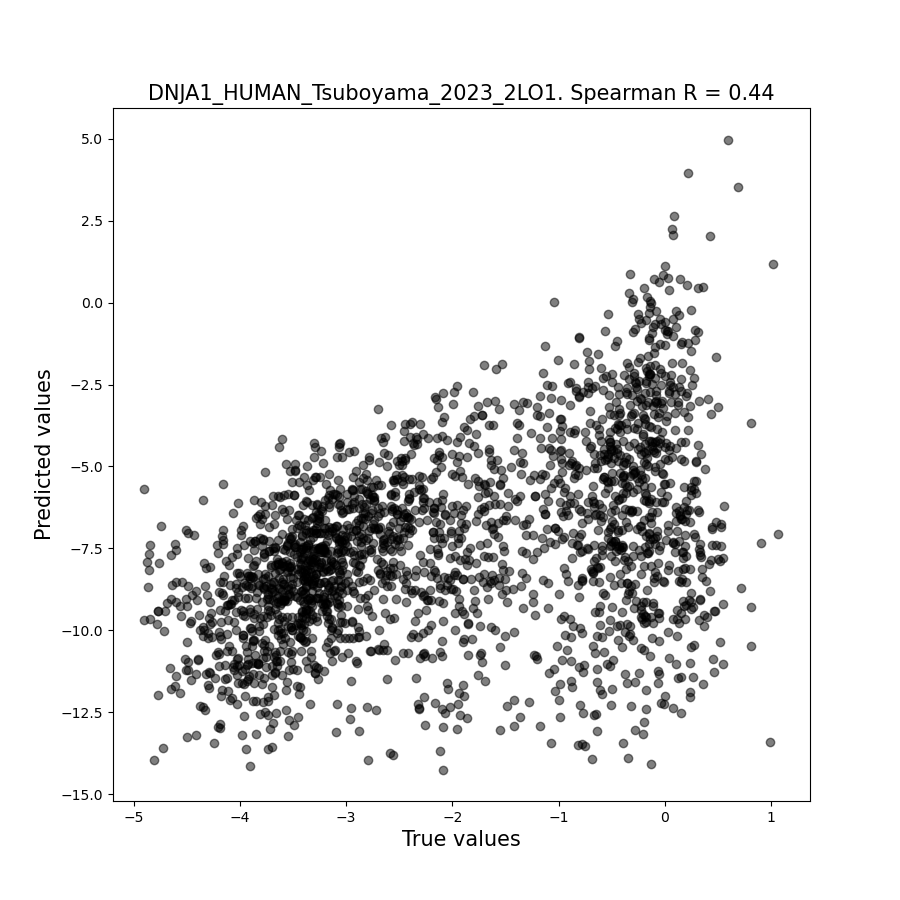 DNJA1_HUMAN_Tsuboyama_2023_2LO1. Spearman R = 0.44
5.0
2.5
0.0
−2.5
−5.0
−7.5
−10.0
−12.5
−15.0
Predicted values
−5 −4 −3 −2 −1 0 1
True values